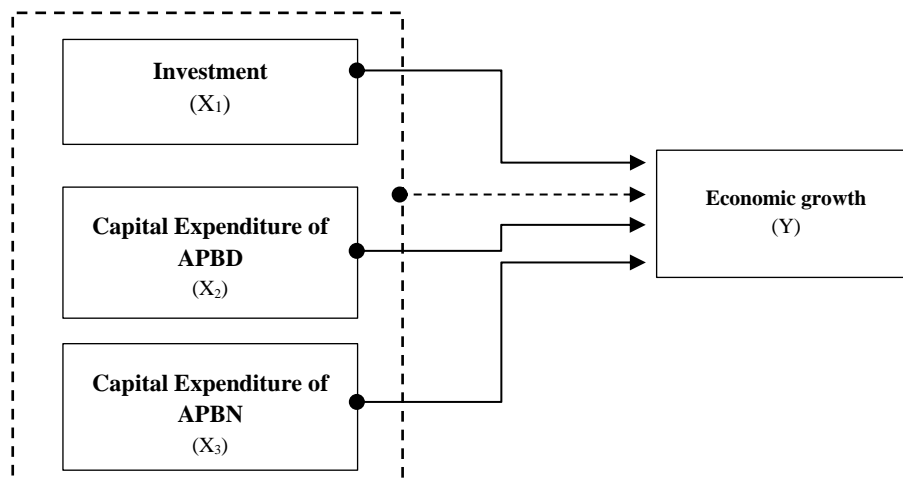 Investment
(X₁)
Capital Expenditure of
APBD
(X₂)
Capital Expenditure of
APBN
(X₃)
Economic growth
(Y)